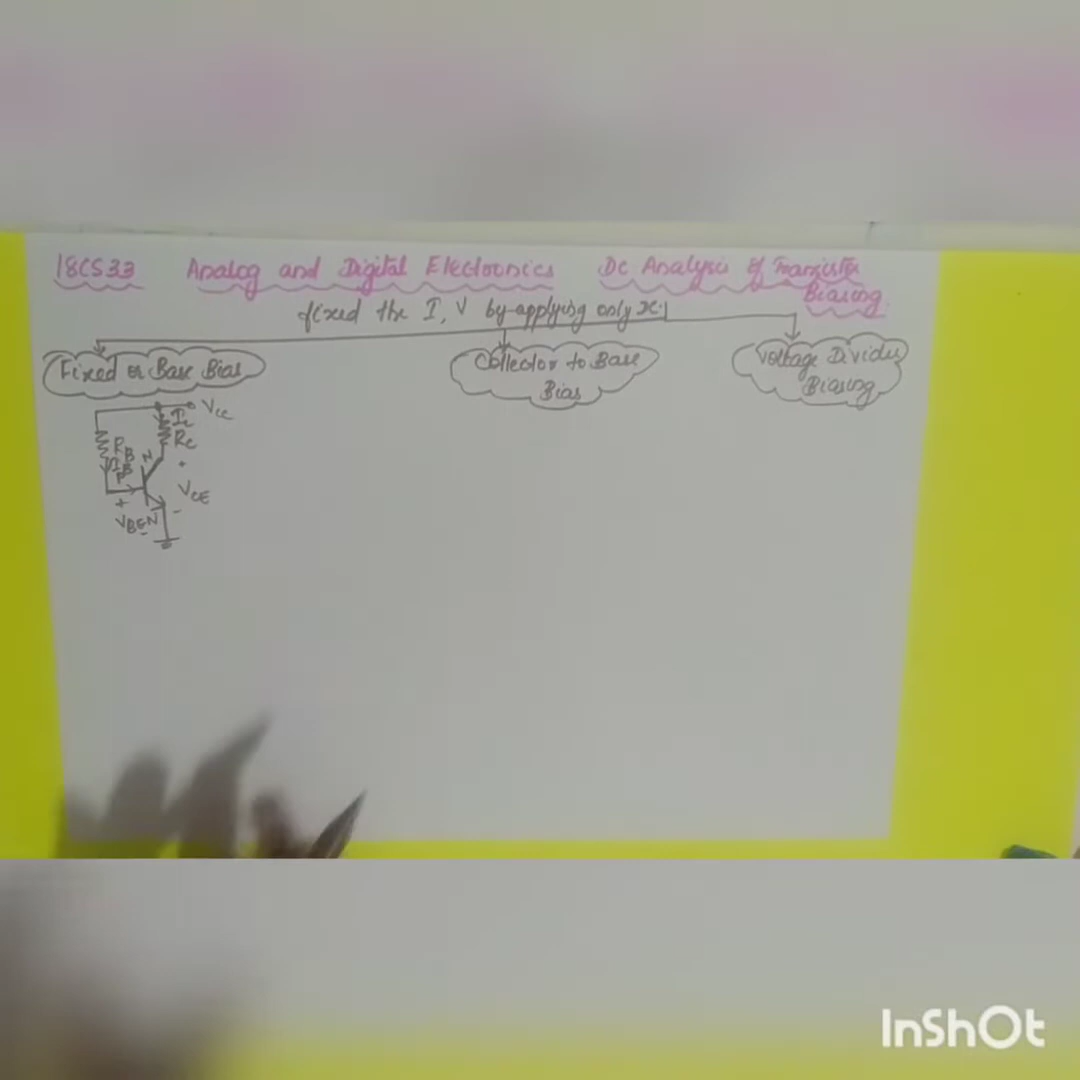 18CS33 Analog and Digital Electronics DC Analysis of Transistor
Biasing
fixed the I, V by applying only
Fixed or Base Bias
Collector to Base
Bias
Voltage Divider
Biasing
VCC
IC
RC
RB
IB
N
P
+
VCE
-
+
VBE N
-
InShOt